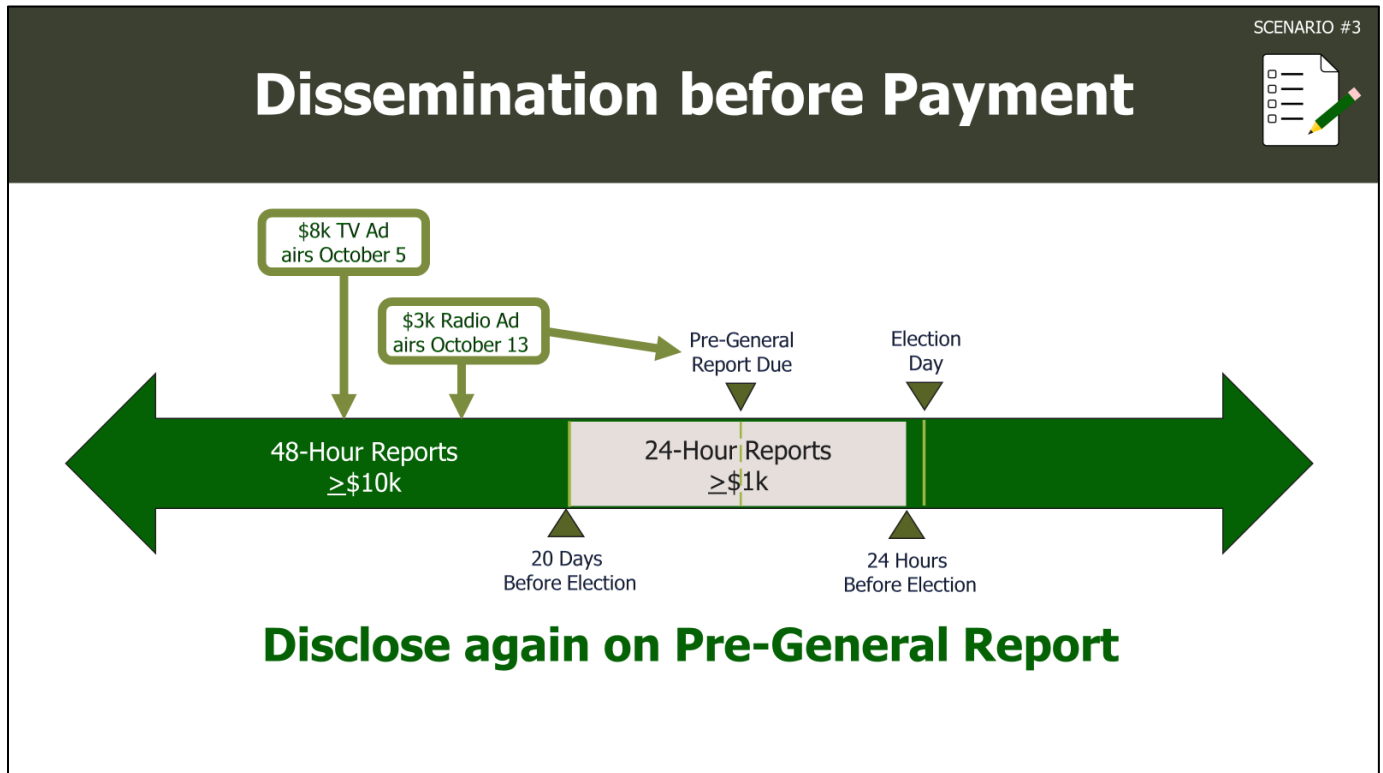 SCENARIO #3
Dissemination before Payment
$8k TV Ad
airs October 5
$3k Radio Ad
airs October 13
Pre-General
Report Due
Election
Day
48-Hour Reports
>$10k
24-Hour Reports
>$1k
20 Days
Before Election
24 Hours
Before Election
Disclose again on Pre-General Report